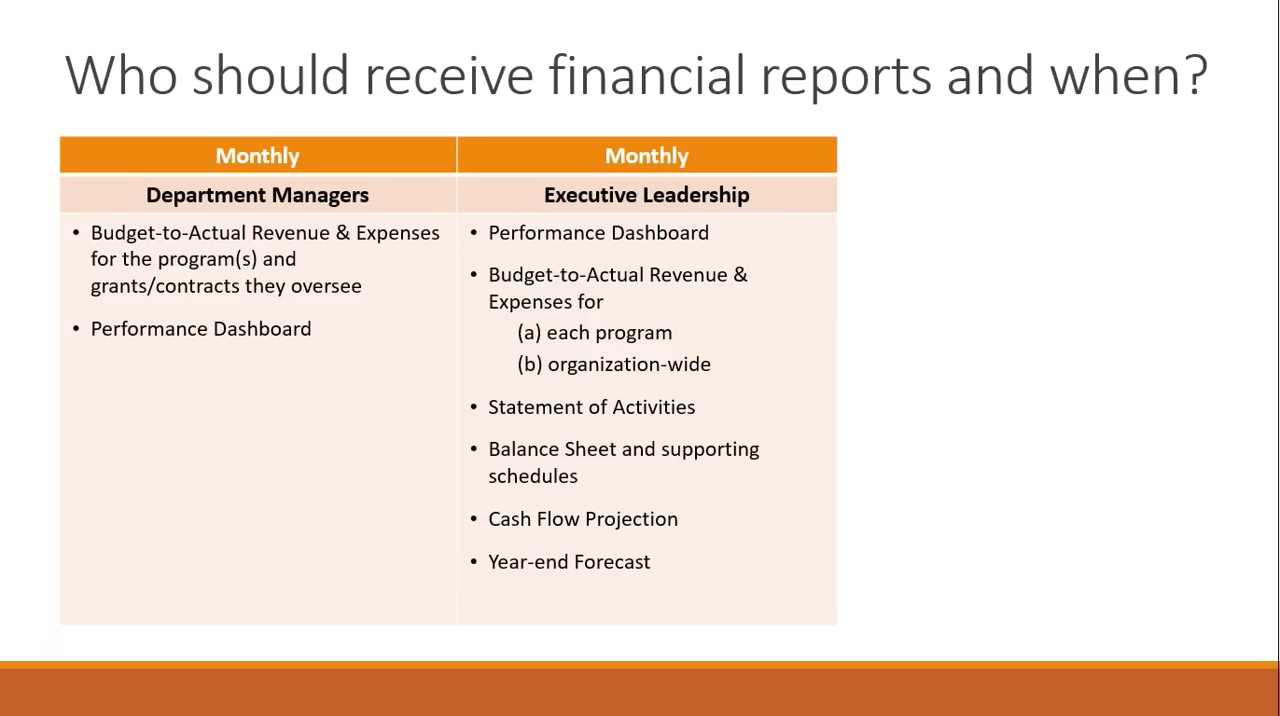 Who should receive financial reports and when?
Monthly
Monthly
Department Managers
Executive Leadership
• Budget-to-Actual Revenue & Expenses
for the program(s) and
grants/contracts they oversee
• Performance Dashboard
• Performance Dashboard
• Budget-to-Actual Revenue &
Expenses for
(a) each program
(b) organization-wide
• Statement of Activities
• Balance Sheet and supporting
schedules
• Cash Flow Projection
• Year-end Forecast